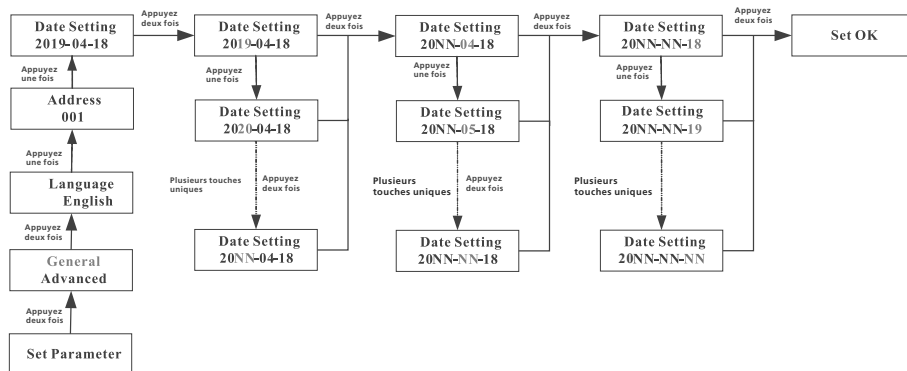 Date Setting
2019-04-18
Appuyez
deux fois
Date Setting
2019-04-18
Appuyez
deux fois
Date Setting
20NN-04-18
Appuyez
deux fois
Date Setting
20NN-NN-18
Appuyez
deux fois
Set OK
Appuyez
une fois
Appuyez
une fois
Appuyez
une fois
Appuyez
une fois
Address
001
Date Setting
2020-04-18
Date Setting
20NN-05-18
Date Setting
20NN-NN-19
Appuyez
une fois
Plusieurs touches
uniques
Appuyez
deux fois
Plusieurs
touches uniques
Appuyez
deux fois
Plusieurs
touches uniques
Language
English
Appuyez
deux fois
Date Setting
20NN-04-18
Date Setting
20NN-NN-18
Date Setting
20NN-NN-NN
General
Advanced
Appuyez
deux fois
Set Parameter